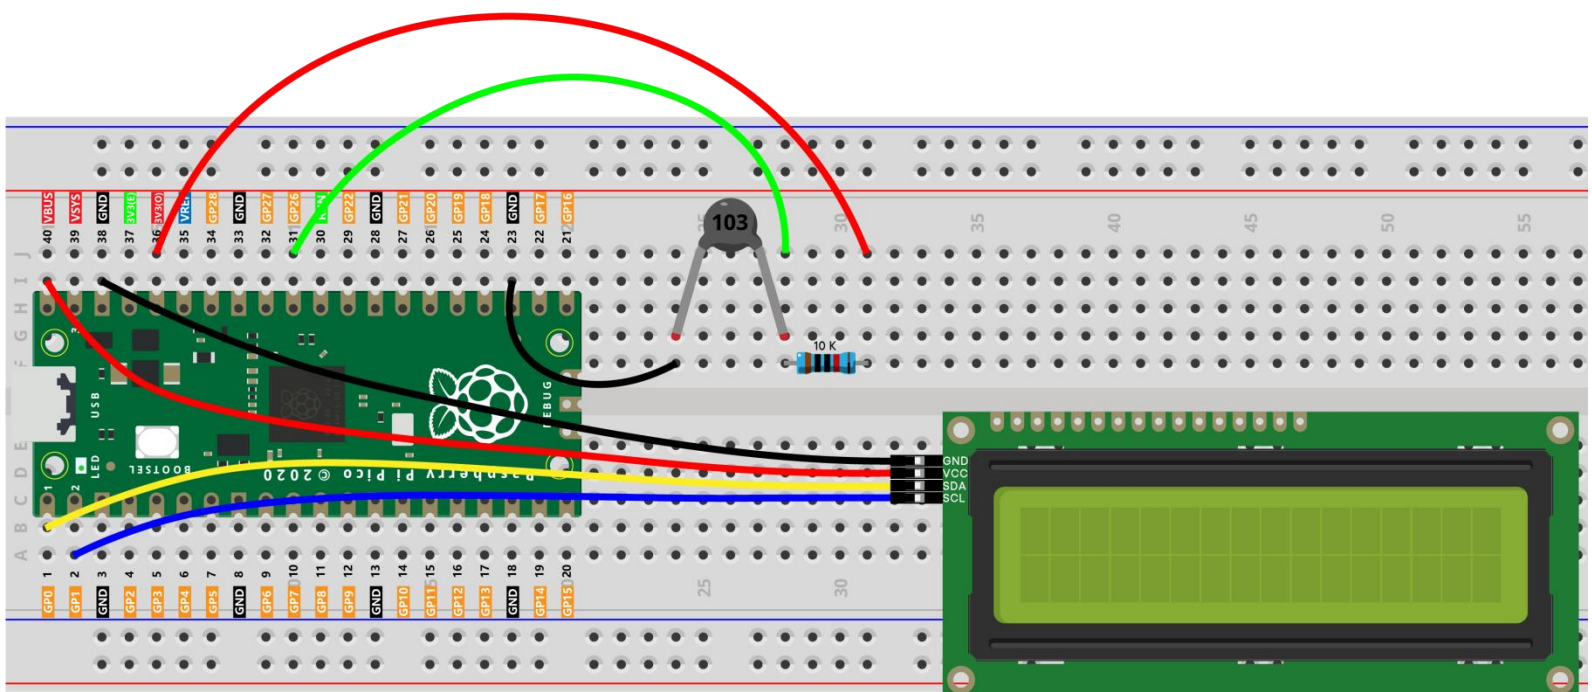 VBUS VSYS GND 3V3(E) 3V3(O) GP28 GND GP27 GP26 GP22 GND GP21 GP20 GP19 GP18 GND GP17 GP16
40 39 38 37 36 35 34 33 32 31 30 29 28 27 26 25 24 23 22 21
103
30 35 40 45 50 55
J
I
H
G
10 K
USB
LED
BOOTSEL
Raspberry Pi Pico © 2020
E
D
C
B
A
GND
VCC
SDA
SCL
1 2 3 4 5 6 7 8 9 10 11 12 13 14 15 16 17 18 19 20
25 30
GP0 GP1 GND GP2 GP3 GP4 GP5 GND GP6 GP7 GP8 GP9 GND GP10 GP11 GP12 GP13 GND GP14 GP15